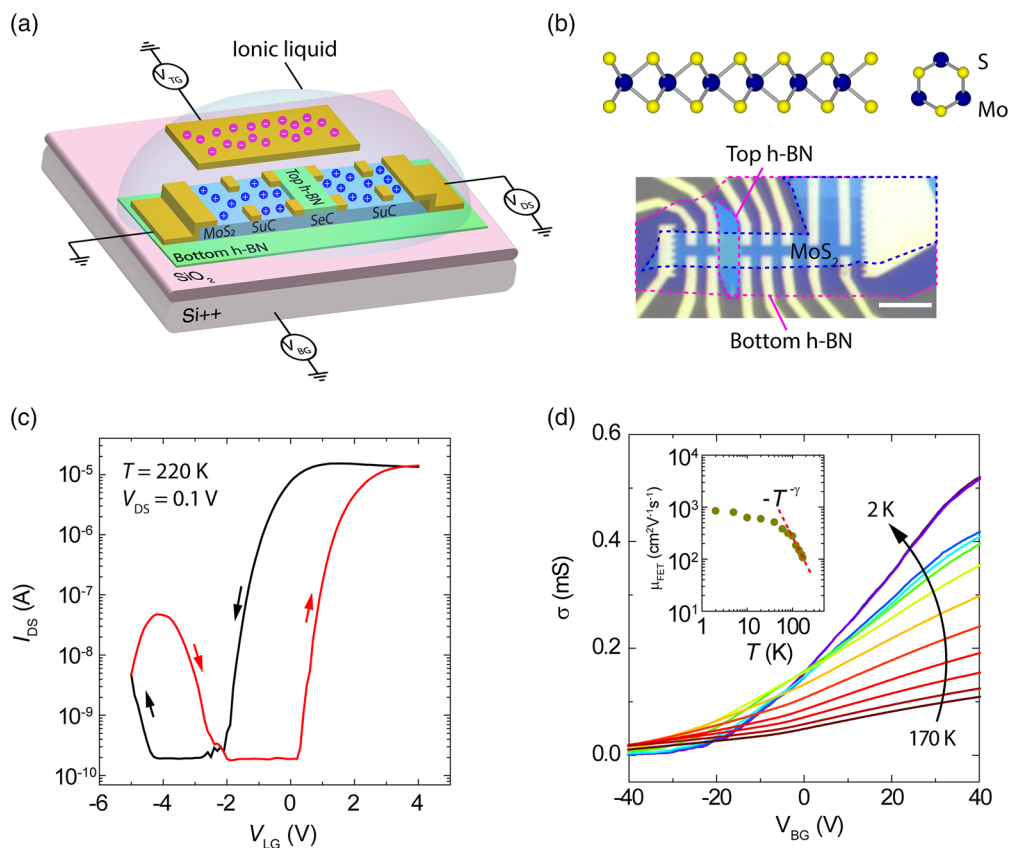 (a)
Ionic liquid
V_TG
Top h-BN
MoS₂
SuC
SeC
SuC
V_DS
Bottom h-BN
SiO₂
Si++
V_BG
(b)
S
Mo
Top h-BN
MoS₂
Bottom h-BN
(c)
T = 220 K
V_DS = 0.1 V
I_DS (A)
10⁻⁵
10⁻⁶
10⁻⁷
10⁻⁸
10⁻⁹
10⁻¹⁰
-6 -4 -2 0 2 4
V_LG (V)
(d)
σ (mS)
0.6
0.4
0.2
0.0
-40 -20 0 20 40
V_BG (V)
μ_FET (cm²V⁻¹s⁻¹)
10⁴
10³
10²
10¹
1 10 100
T (K)
-T^-γ
2 K
170 K